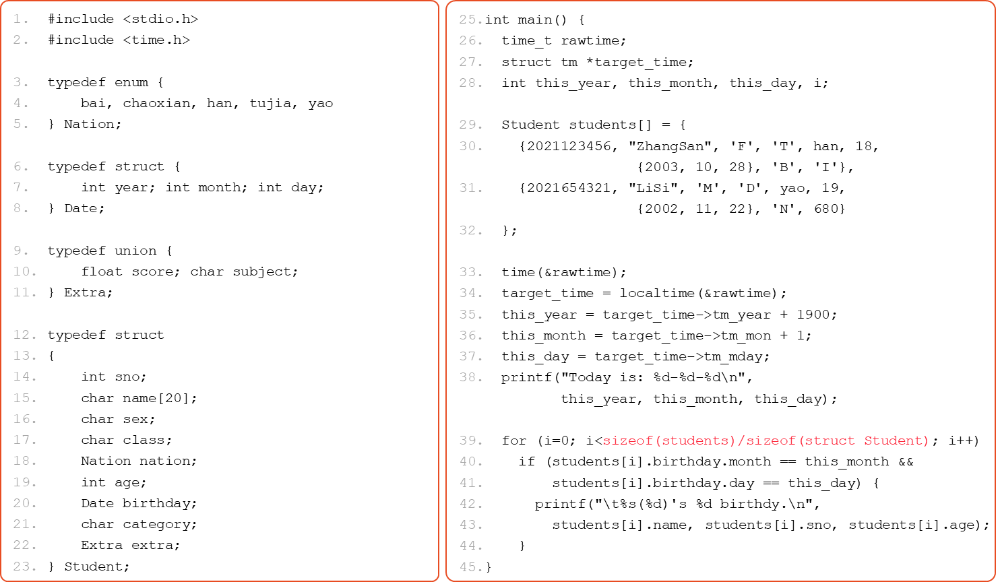 1. #include <stdio.h>
2. #include <time.h>
3. typedef enum {
4.     bai, chaoxian, han, tujia, yao
5. } Nation;
6. typedef struct {
7.     int year; int month; int day;
8. } Date;
9. typedef union {
10.     float score; char subject;
11. } Extra;
12. typedef struct
13. {
14.     int sno;
15.     char name[20];
16.     char sex;
17.     char class;
18.     Nation nation;
19.     int age;
20.     Date birthday;
21.     char category;
22.     Extra extra;
23. } Student;
25.int main() {
26.  time_t rawtime;
27.  struct tm *target_time;
28.  int this_year, this_month, this_day, i;
29.  Student students[] = {
30.    {2021123456, "ZhangSan", 'F', 'T', han, 18,
                  {2003, 10, 28}, 'B', 'I'},
31.    {2021654321, "LiSi", 'M', 'D', yao, 19,
                  {2002, 11, 22}, 'N', 680}
32.  };
33.  time(&rawtime);
34.  target_time = localtime(&rawtime);
35.  this_year = target_time->tm_year + 1900;
36.  this_month = target_time->tm_mon + 1;
37.  this_day = target_time->tm_mday;
38.  printf("Today is: %d-%d-%d\n",
         this_year, this_month, this_day);
39.  for (i=0; i<sizeof(students)/sizeof(struct Student); i++)
40.    if (students[i].birthday.month == this_month &&
41.        students[i].birthday.day == this_day) {
42.      printf("\t%s(%d)'s %d birthdy.\n",
43.        students[i].name, students[i].sno, students[i].age);
44.    }
45.}